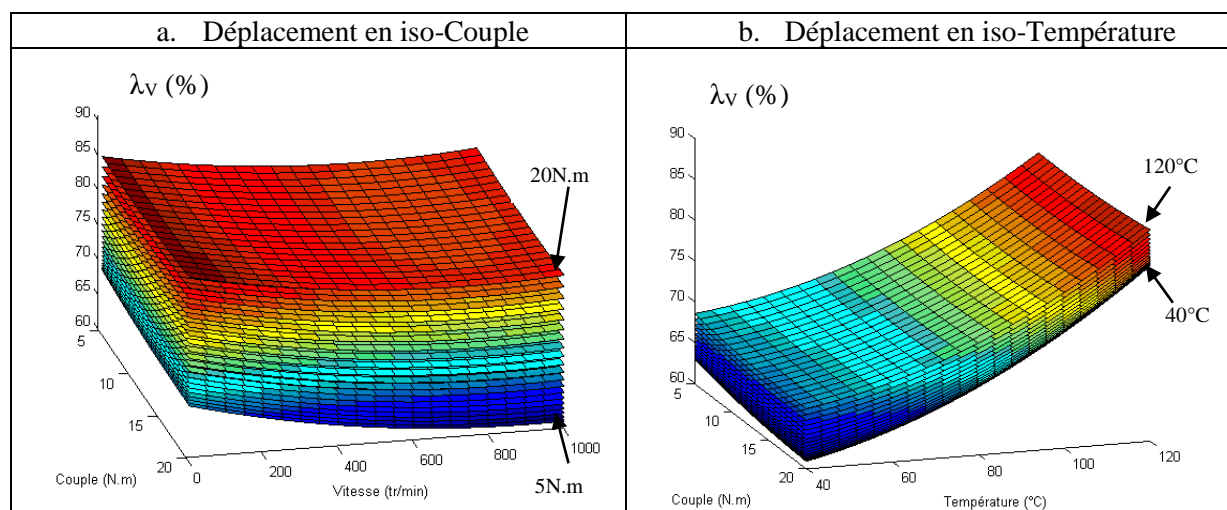 a. Déplacement en iso-Couple
b. Déplacement en iso-Température
λV (%)
90
85
80
75
70
65
60
5
10
15
20
Couple (N.m)
0
200
400
600
800
1000
Vitesse (tr/min)
20N.m
5N.m
λV (%)
90
85
80
75
70
65
60
5
10
15
20
Couple (N.m)
40
60
80
100
120
Température (°C)
120°C
40°C